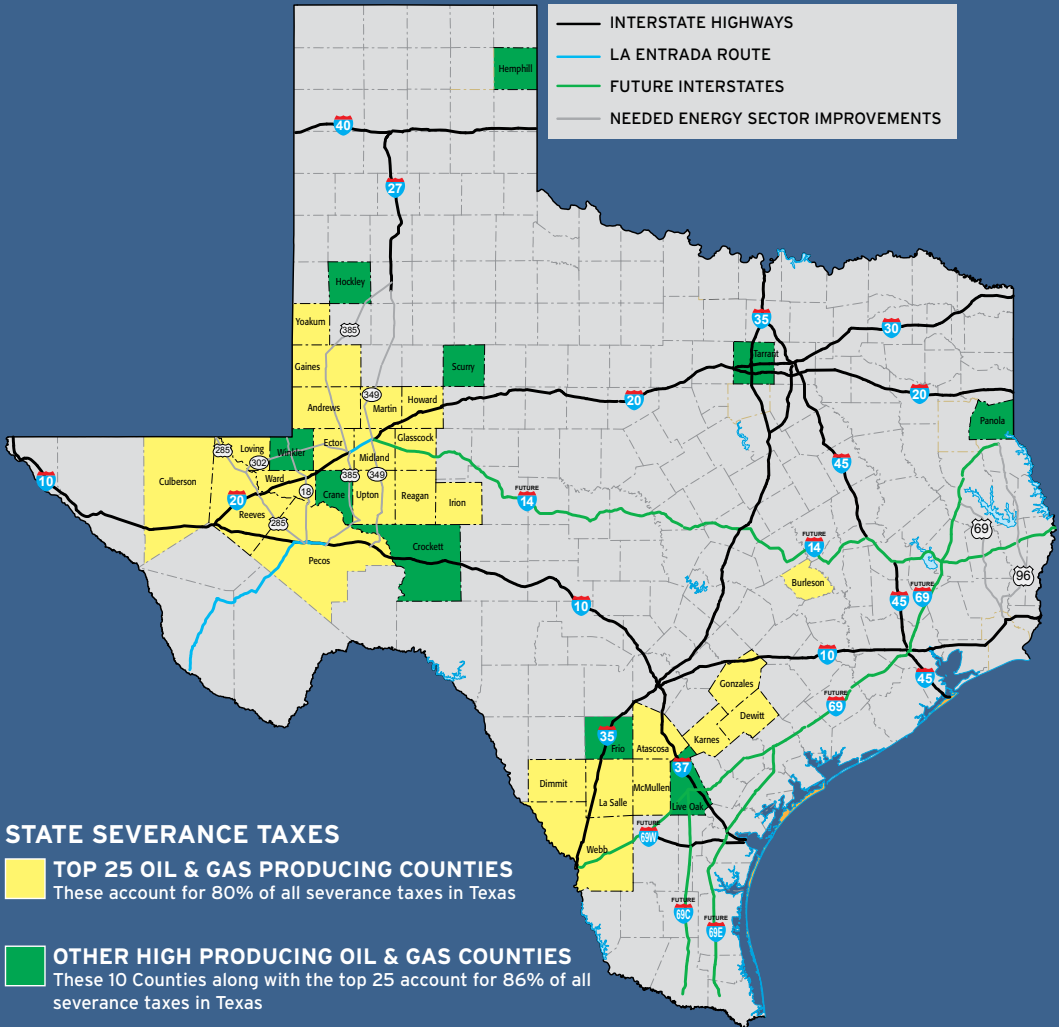 INTERSTATE HIGHWAYS
LA ENTRADA ROUTE
FUTURE INTERSTATES
NEEDED ENERGY SECTOR IMPROVEMENTS
Hemphill
40
27
Hockley
Yoakum
385
35
30
Gaines
Scurry
Tarrant
349
20
20
Andrews
Martin
Howard
Panola
Ector
Glasscock
285
Loving
302
Winkler
Midland
45
10
Culberson
Ward
385
349
20
18
Crane
Upton
Reagan
Irion
FUTURE
14
Reeves
285
69
Pecos
Crockett
FUTURE
14
96
Burleson
10
45
FUTURE
69
10
45
Gonzales
FUTURE
69
Dewitt
35
Frio
Atascosa
Karnes
37
Dimmit
McMullen
La Salle
Live Oak
FUTURE
69W
Webb
FUTURE
69C
FUTURE
69E
STATE SEVERANCE TAXES
TOP 25 OIL & GAS PRODUCING COUNTIES
These account for 80% of all severance taxes in Texas
OTHER HIGH PRODUCING OIL & GAS COUNTIES
These 10 Counties along with the top 25 account for 86% of all
severance taxes in Texas